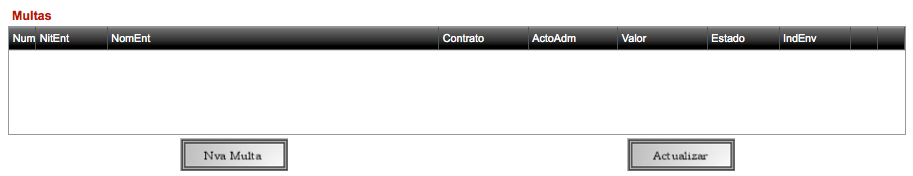 Multas
Num NitEnt NomEnt Contrato ActoAdm Valor Estado IndEnv
Nva Multa Actualizar